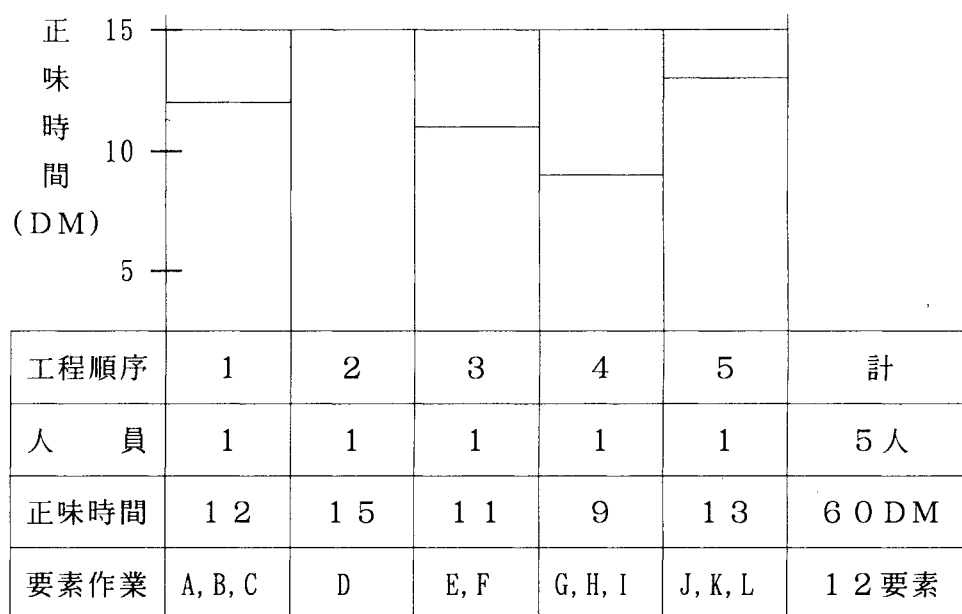 正味時間(DM)
15
10
5
工程順序 1 2 3 4 5 計
人員 1 1 1 1 1 5人
正味時間 12 15 11 9 13 60DM
要素作業 A,B,C D E,F G,H,I J,K,L 12要素